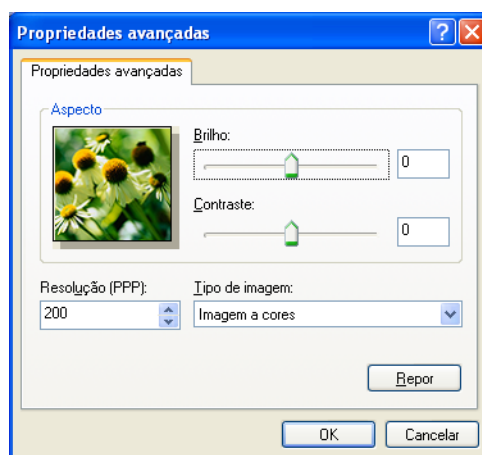 Propriedades avançadas
Propriedades avançadas
Aspecto
Brilho:
0
Contraste:
0
Resolução (PPP):
Tipo de imagem:
200
Imagem a cores
Repor
OK
Cancelar